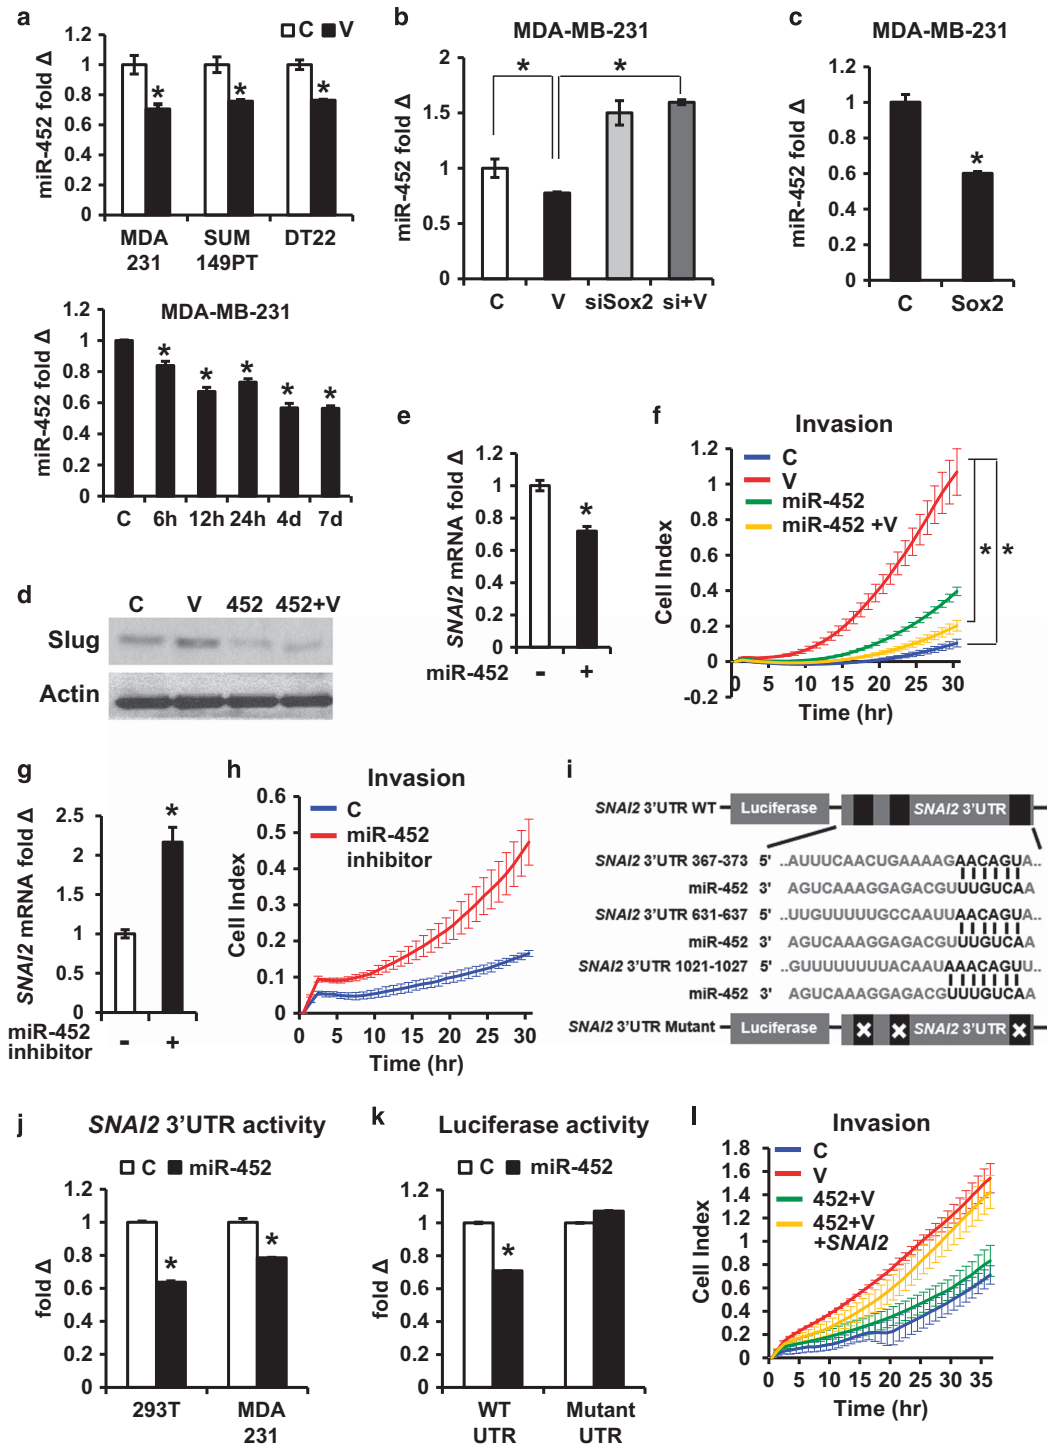 a
C V
miR-452 fold Δ
1.2
1
0.8
0.6
0.4
0.2
0
MDA 231
SUM 149PT
DT22
MDA-MB-231
miR-452 fold Δ
1.2
1
0.8
0.6
0.4
0.2
0
* * * * *
C 6h 12h 24h 4d 7d
b
MDA-MB-231
miR-452 fold Δ
2
1.5
1
0.5
0
* *
C V siSox2 si+V
c
MDA-MB-231
miR-452 fold Δ
1.2
1
0.8
0.6
0.4
0.2
0
*
C Sox2
d
C V 452 452+V
Slug
Actin
e
SNAI2 mRNA fold Δ
1.2
1
0.8
0.6
0.4
0.2
0
*
miR-452 - +
f
Invasion
C
V
miR-452
miR-452 +V
Cell Index
1.2
1
0.8
0.6
0.4
0.2
0
-0.2
* *
0 5 10 15 20 25 30
Time (hr)
g
SNAI2 mRNA fold Δ
2.5
2
1.5
1
0.5
0
*
miR-452 inhibitor - +
h
Invasion
C
miR-452
inhibitor
Cell Index
0.6
0.5
0.4
0.3
0.2
0.1
0
0 5 10 15 20 25 30
Time (hr)
i
SNAI2 3'UTR WT Luciferase SNAI2 3'UTR
SNAI2 3'UTR 367-373 5' ..AUUUCAACUGAAAAGAACAGUA..
miR-452 3' AGUCAAAGGAGACGUUUGUCAA
SNAI2 3'UTR 631-637 5' ..UUGUUUUUGCCAAUUAACAGUA..
miR-452 3' AGUCAAAGGAGACGUUUGUCAA
SNAI2 3'UTR 1021-1027 5' ..GUUUUUUUUACAAUAAACAGUU..
miR-452 3' AGUCAAAGGAGACGUUUGUCAA
SNAI2 3'UTR Mutant Luciferase SNAI2 3'UTR
j
SNAI2 3'UTR activity
C miR-452
fold Δ
1.2
1
0.8
0.6
0.4
0.2
0
* *
293T
MDA 231
k
Luciferase activity
C miR-452
fold Δ
1.2
1
0.8
0.6
0.4
0.2
0
*
WT UTR
Mutant UTR
l
Invasion
C
V
452+V
452+V
+SNAI2
Cell Index
1.8
1.6
1.4
1.2
1
0.8
0.6
0.4
0.2
0
0 5 10 15 20 25 30 35
Time (hr)